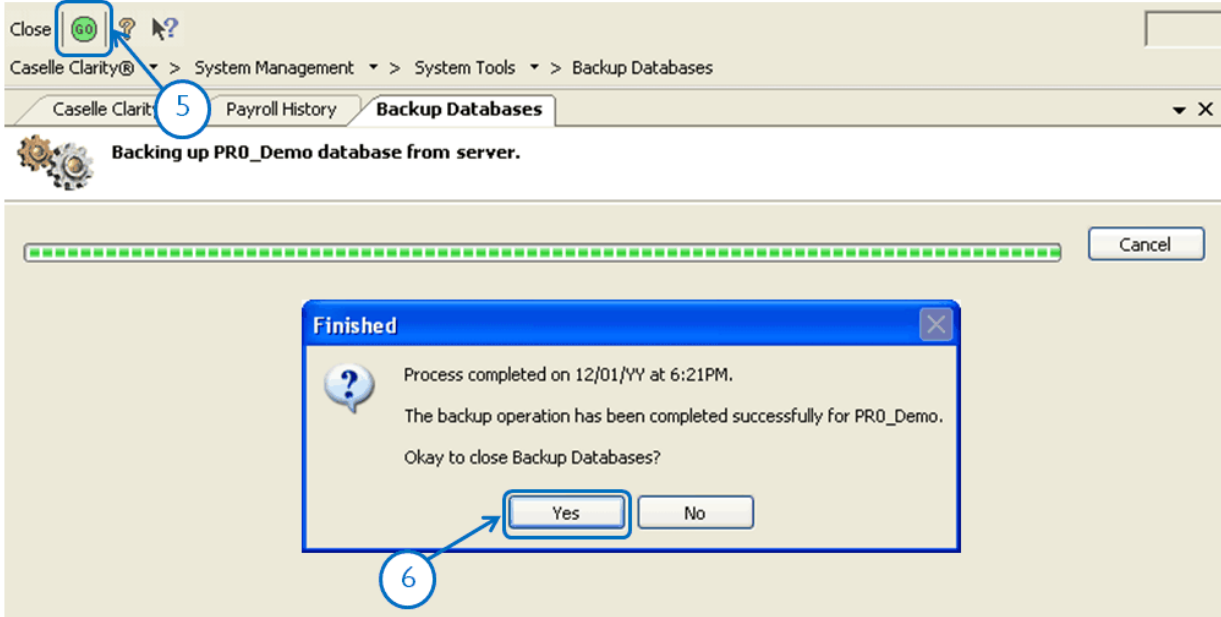 Close GO ? ?
Caselle Clarity® > System Management > System Tools > Backup Databases
Caselle Clarit 5 Payroll History Backup Databases
Backing up PR0_Demo database from server.
Cancel
Finished
?
Process completed on 12/01/YY at 6:21PM.
The backup operation has been completed successfully for PR0_Demo.
Okay to close Backup Databases?
Yes No
6